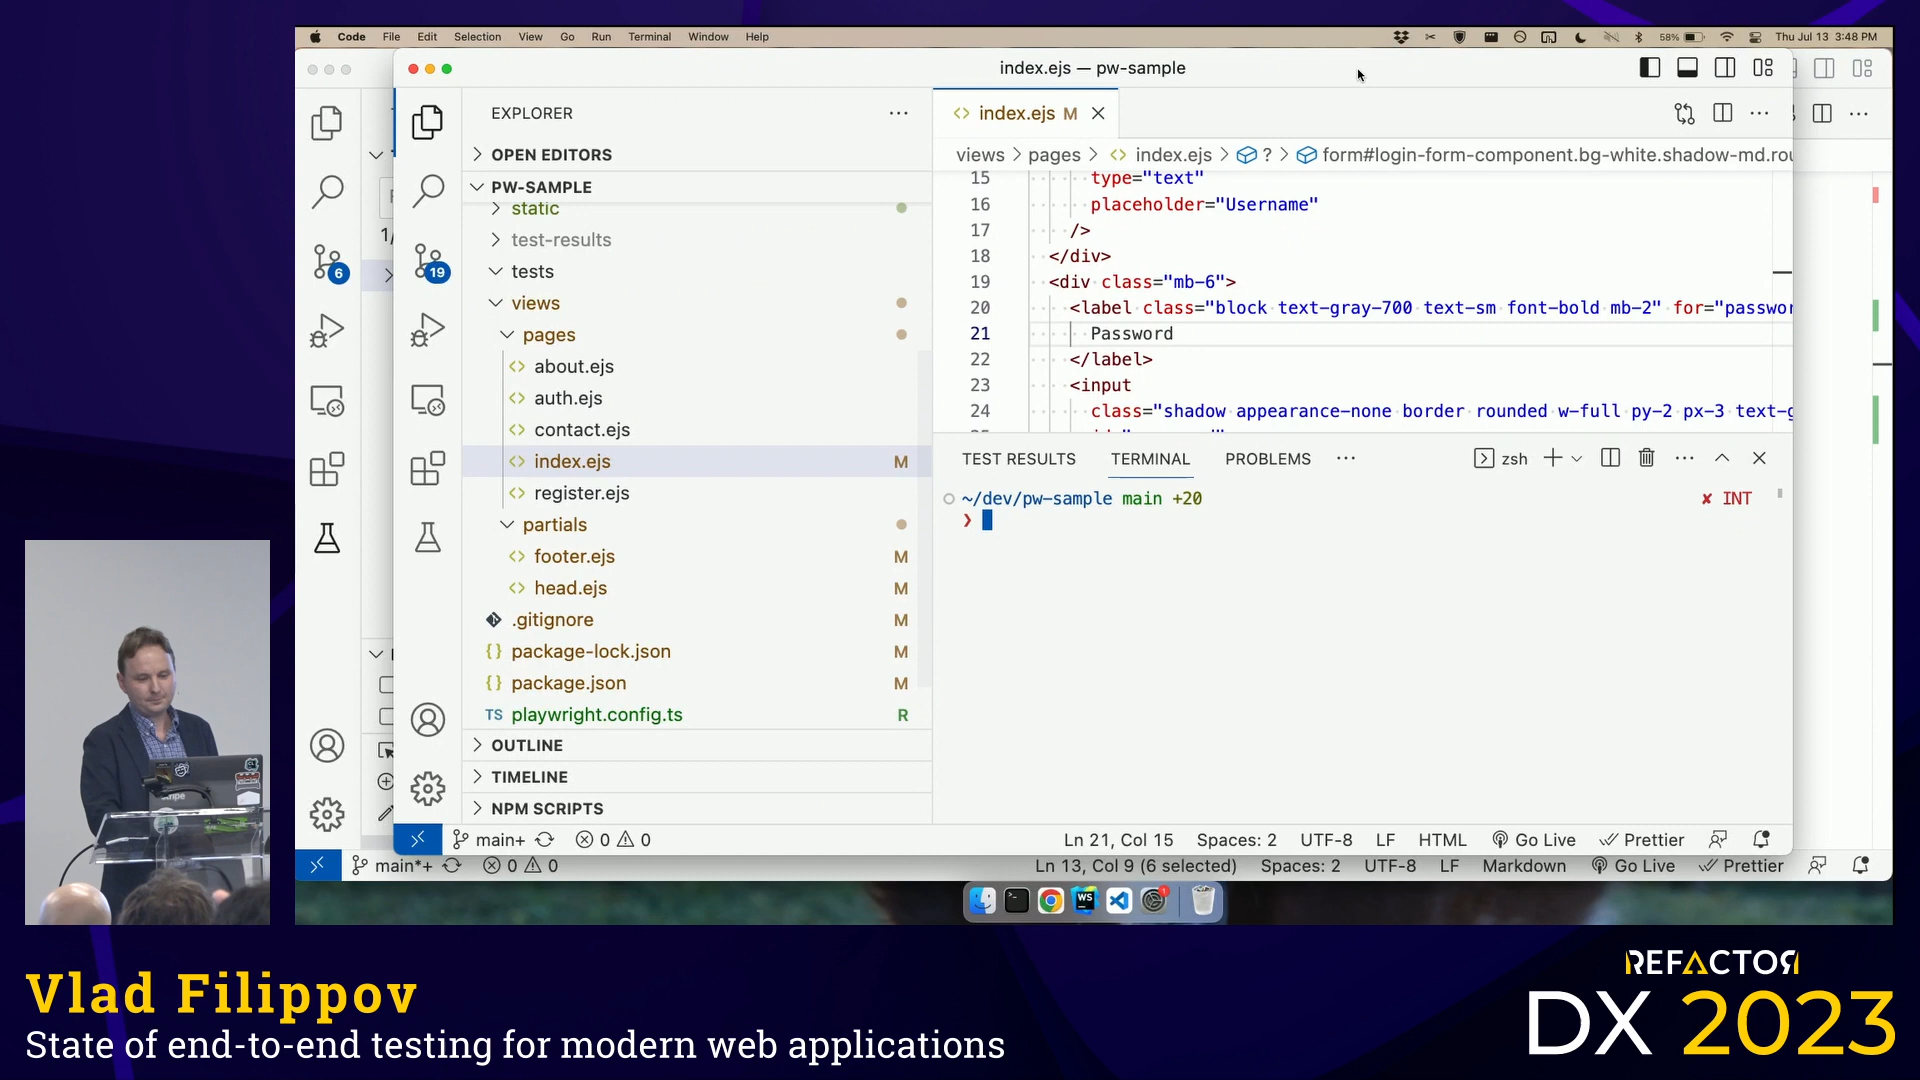 Code File Edit Selection View Go Run Terminal Window Help
58% Thu Jul 13 3:48 PM
index.ejs — pw-sample
EXPLORER
index.ejs M
OPEN EDITORS
views > pages > index.ejs > ? > form#login-form-component.bg-white.shadow-md.rou
PW-SAMPLE
static
test-results
tests
views
pages
about.ejs
auth.ejs
contact.ejs
index.ejs M
register.ejs
partials
footer.ejs M
head.ejs M
.gitignore M
package-lock.json M
package.json M
TS playwright.config.ts R
OUTLINE
TIMELINE
NPM SCRIPTS
6
19
1/
15 type="text"
16 placeholder="Username"
17 />
18 </div>
19 <div class="mb-6">
20 <label class="block text-gray-700 text-sm font-bold mb-2" for="passwor
21 Password
22 </label>
23 <input
24 class="shadow appearance-none border rounded w-full py-2 px-3 text-g
TEST RESULTS TERMINAL PROBLEMS
zsh
~/dev/pw-sample main +20
✘ INT
❯
main+ 0 0
Ln 21, Col 15 Spaces: 2 UTF-8 LF HTML Go Live Prettier
main*+ 0 0
Ln 13, Col 9 (6 selected) Spaces: 2 UTF-8 LF Markdown Go Live Prettier
WS
1
stripe
Vlad Filippov
State of end-to-end testing for modern web applications
REFACTOR
DX 2023